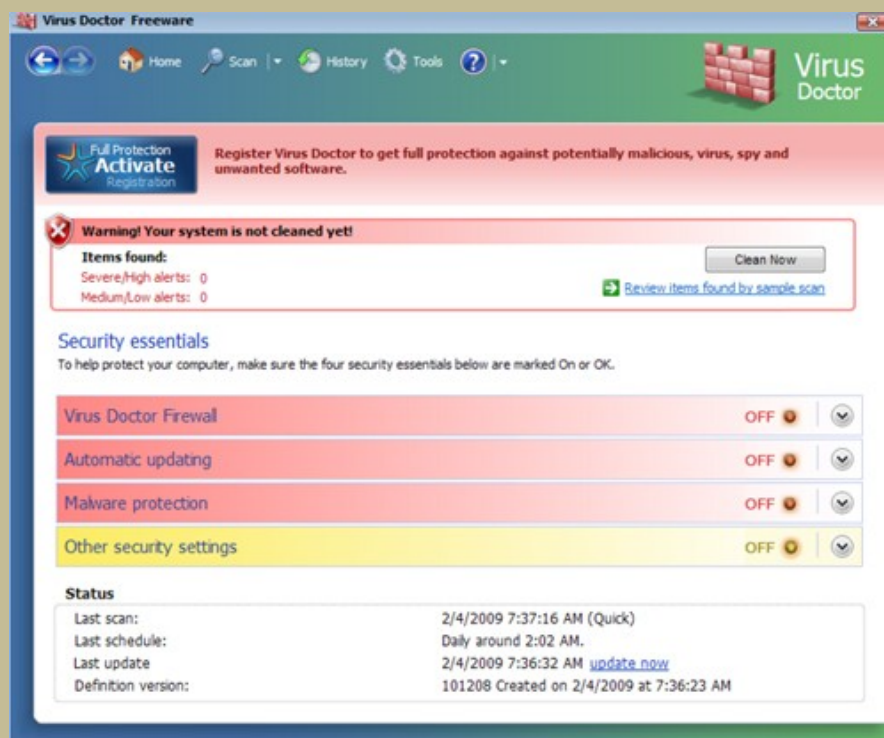 Virus Doctor Freeware
Home Scan History Tools ?
Virus
Doctor
Full Protection
Activate
Registration
Register Virus Doctor to get full protection against potentially malicious, virus, spy and
unwanted software.
Warning! Your system is not cleaned yet!
Items found:
Severe/High alerts: 0
Medium/Low alerts: 0
Clean Now
Review items found by sample scan
Security essentials
To help protect your computer, make sure the four security essentials below are marked On or OK.
Virus Doctor Firewall OFF
Automatic updating OFF
Malware protection OFF
Other security settings OFF
Status
Last scan: 2/4/2009 7:37:16 AM (Quick)
Last schedule: Daily around 2:02 AM.
Last update 2/4/2009 7:36:32 AM update now
Definition version: 101208 Created on 2/4/2009 at 7:36:23 AM